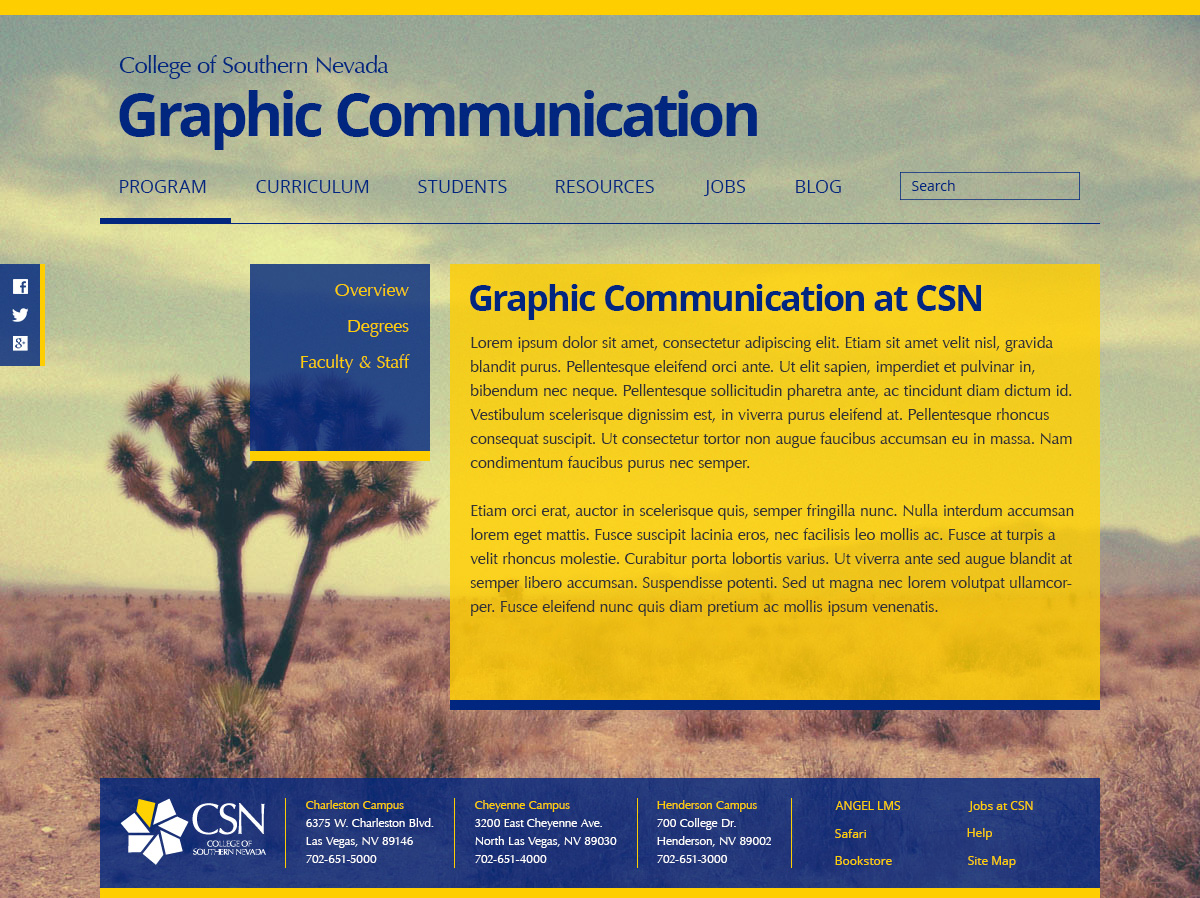 College of Southern Nevada
Graphic Communication
PROGRAM CURRICULUM STUDENTS RESOURCES JOBS BLOG Search
Overview
Degrees
Faculty & Staff
Graphic Communication at CSN
Lorem ipsum dolor sit amet, consectetur adipiscing elit. Etiam sit amet velit nisl, gravida
blandit purus. Pellentesque eleifend orci ante. Ut elit sapien, imperdiet et pulvinar in,
bibendum nec neque. Pellentesque sollicitudin pharetra ante, ac tincidunt diam dictum id.
Vestibulum scelerisque dignissim est, in viverra purus eleifend at. Pellentesque rhoncus
consequat suscipit. Ut consectetur tortor non augue faucibus accumsan eu in massa. Nam
condimentum faucibus purus nec semper.
Etiam orci erat, auctor in scelerisque quis, semper fringilla nunc. Nulla interdum accumsan
lorem eget mattis. Fusce suscipit lacinia eros, nec facilisis leo mollis ac. Fusce at turpis a
velit rhoncus molestie. Curabitur porta lobortis varius. Ut viverra ante sed augue blandit at
semper libero accumsan. Suspendisse potenti. Sed ut magna nec lorem volutpat ullamcor-
per. Fusce eleifend nunc quis diam pretium ac mollis ipsum venenatis.
CSN
COLLEGE OF
SOUTHERN NEVADA
Charleston Campus
6375 W. Charleston Blvd.
Las Vegas, NV 89146
702-651-5000
Cheyenne Campus
3200 East Cheyenne Ave.
North Las Vegas, NV 89030
702-651-4000
Henderson Campus
700 College Dr.
Henderson, NV 89002
702-651-3000
ANGEL LMS
Safari
Bookstore
Jobs at CSN
Help
Site Map